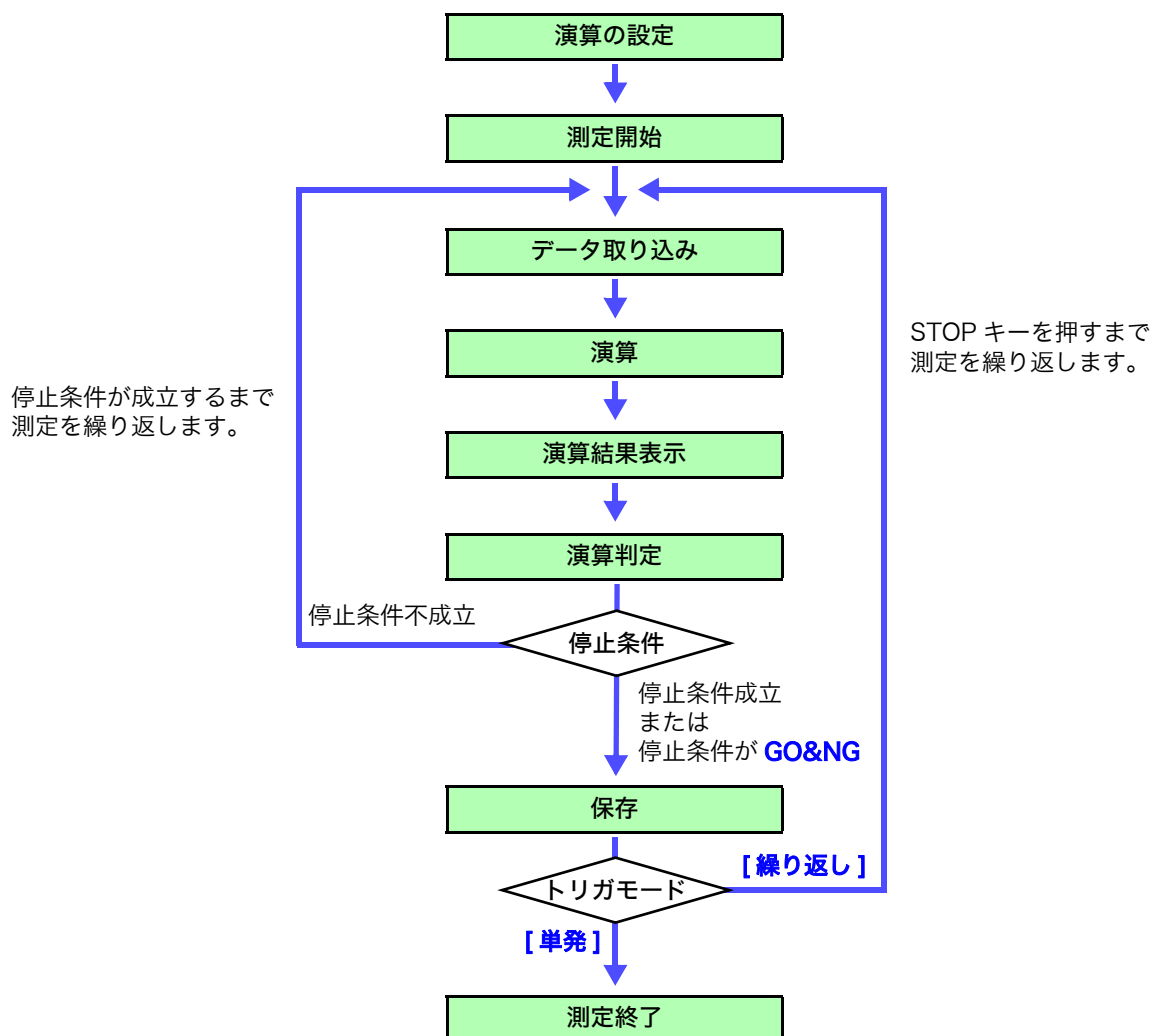 演算の設定
測定開始
データ取り込み
STOP キーを押すまで
測定を繰り返します。
演算
停止条件が成立するまで
測定を繰り返します。
演算結果表示
演算判定
停止条件不成立
停止条件
停止条件成立
または
停止条件が GO&NG
保存
[ 繰り返し ]
トリガモード
[ 単発 ]
測定終了